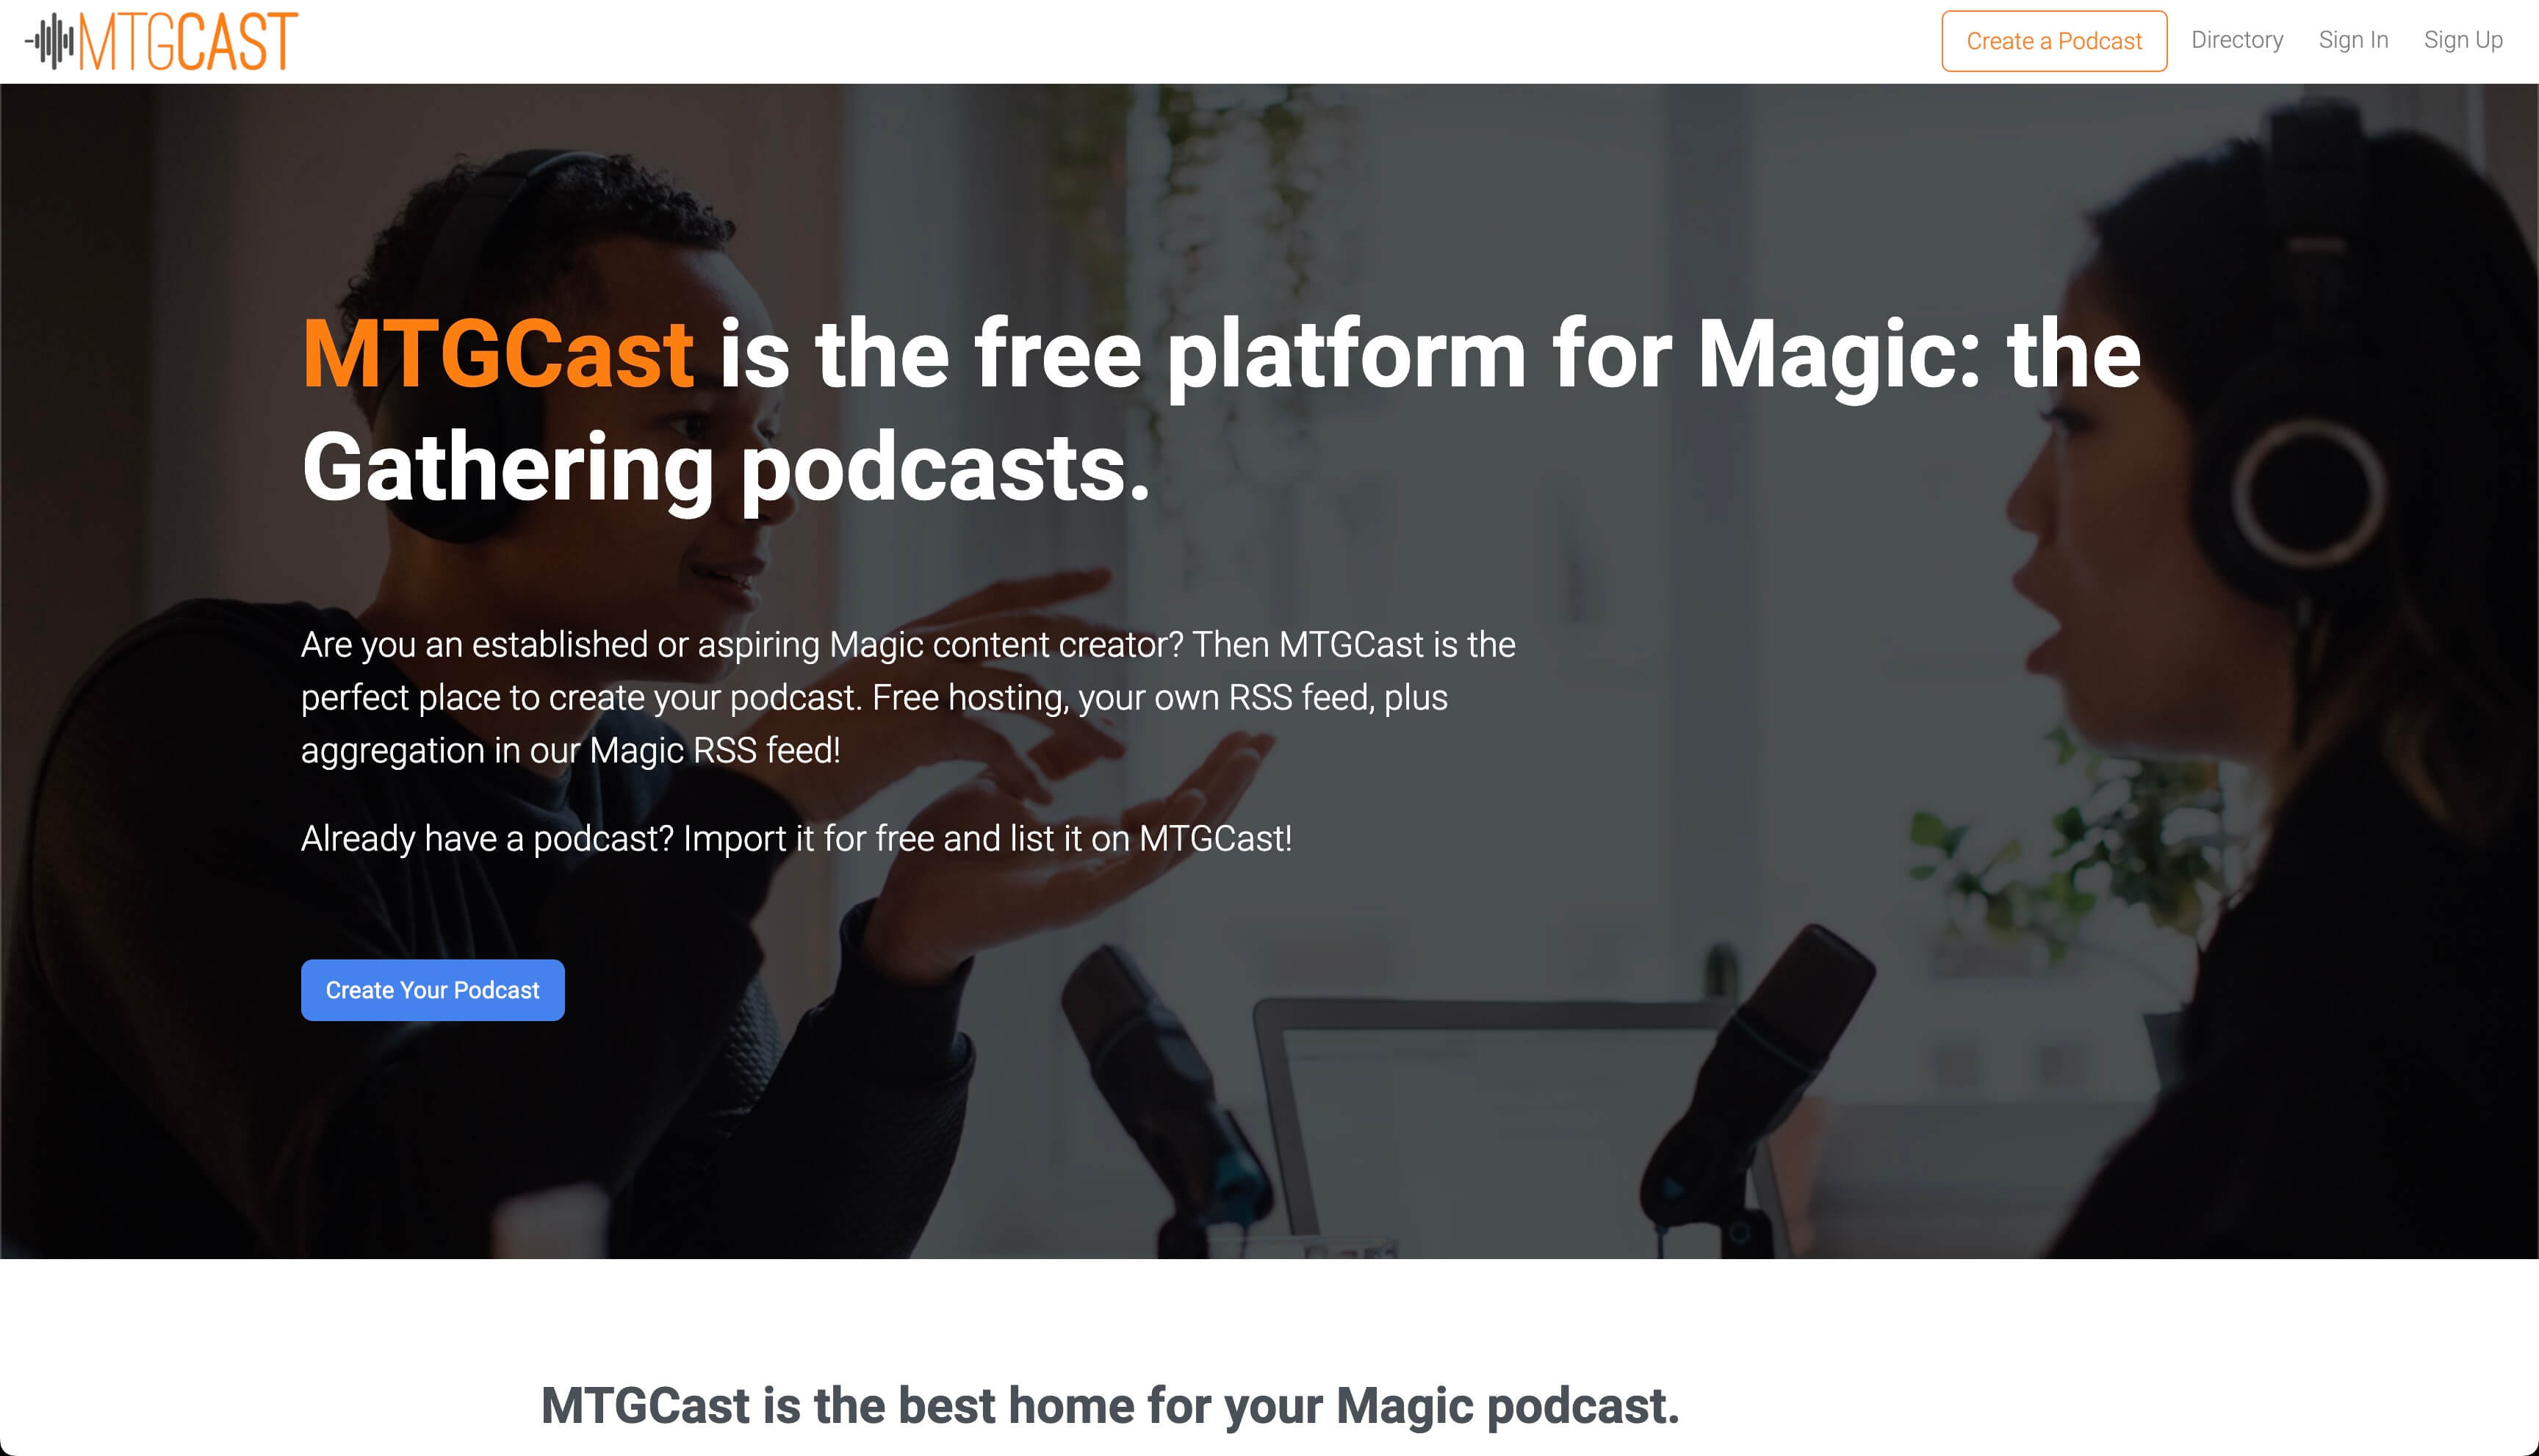 MTGCAST
Create a Podcast
Directory
Sign In
Sign Up
MTGCast is the free platform for Magic: the
Gathering podcasts.
Are you an established or aspiring Magic content creator? Then MTGCast is the
perfect place to create your podcast. Free hosting, your own RSS feed, plus
aggregation in our Magic RSS feed!
Already have a podcast? Import it for free and list it on MTGCast!
Create Your Podcast
MTGCast is the best home for your Magic podcast.